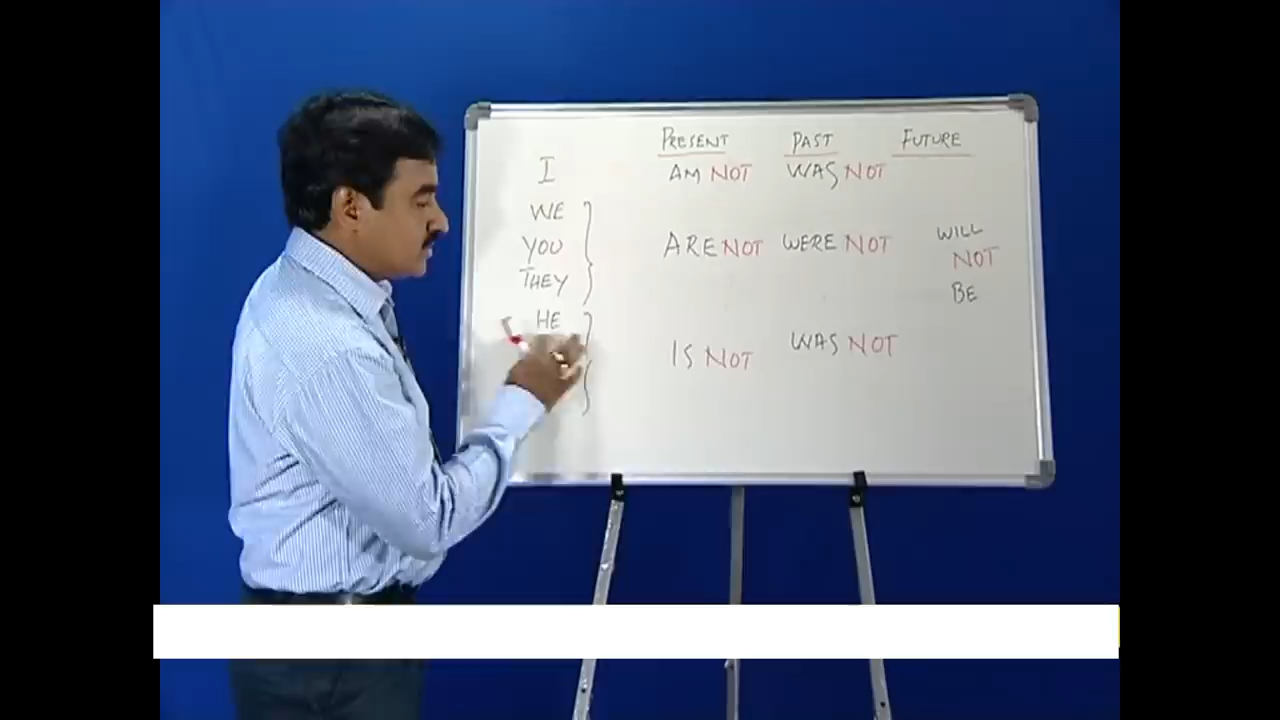 PRESENT PAST FUTURE
I AM NOT WAS NOT
WE
YOU ARE NOT WERE NOT WILL NOT BE
THEY
HE
IS NOT WAS NOT